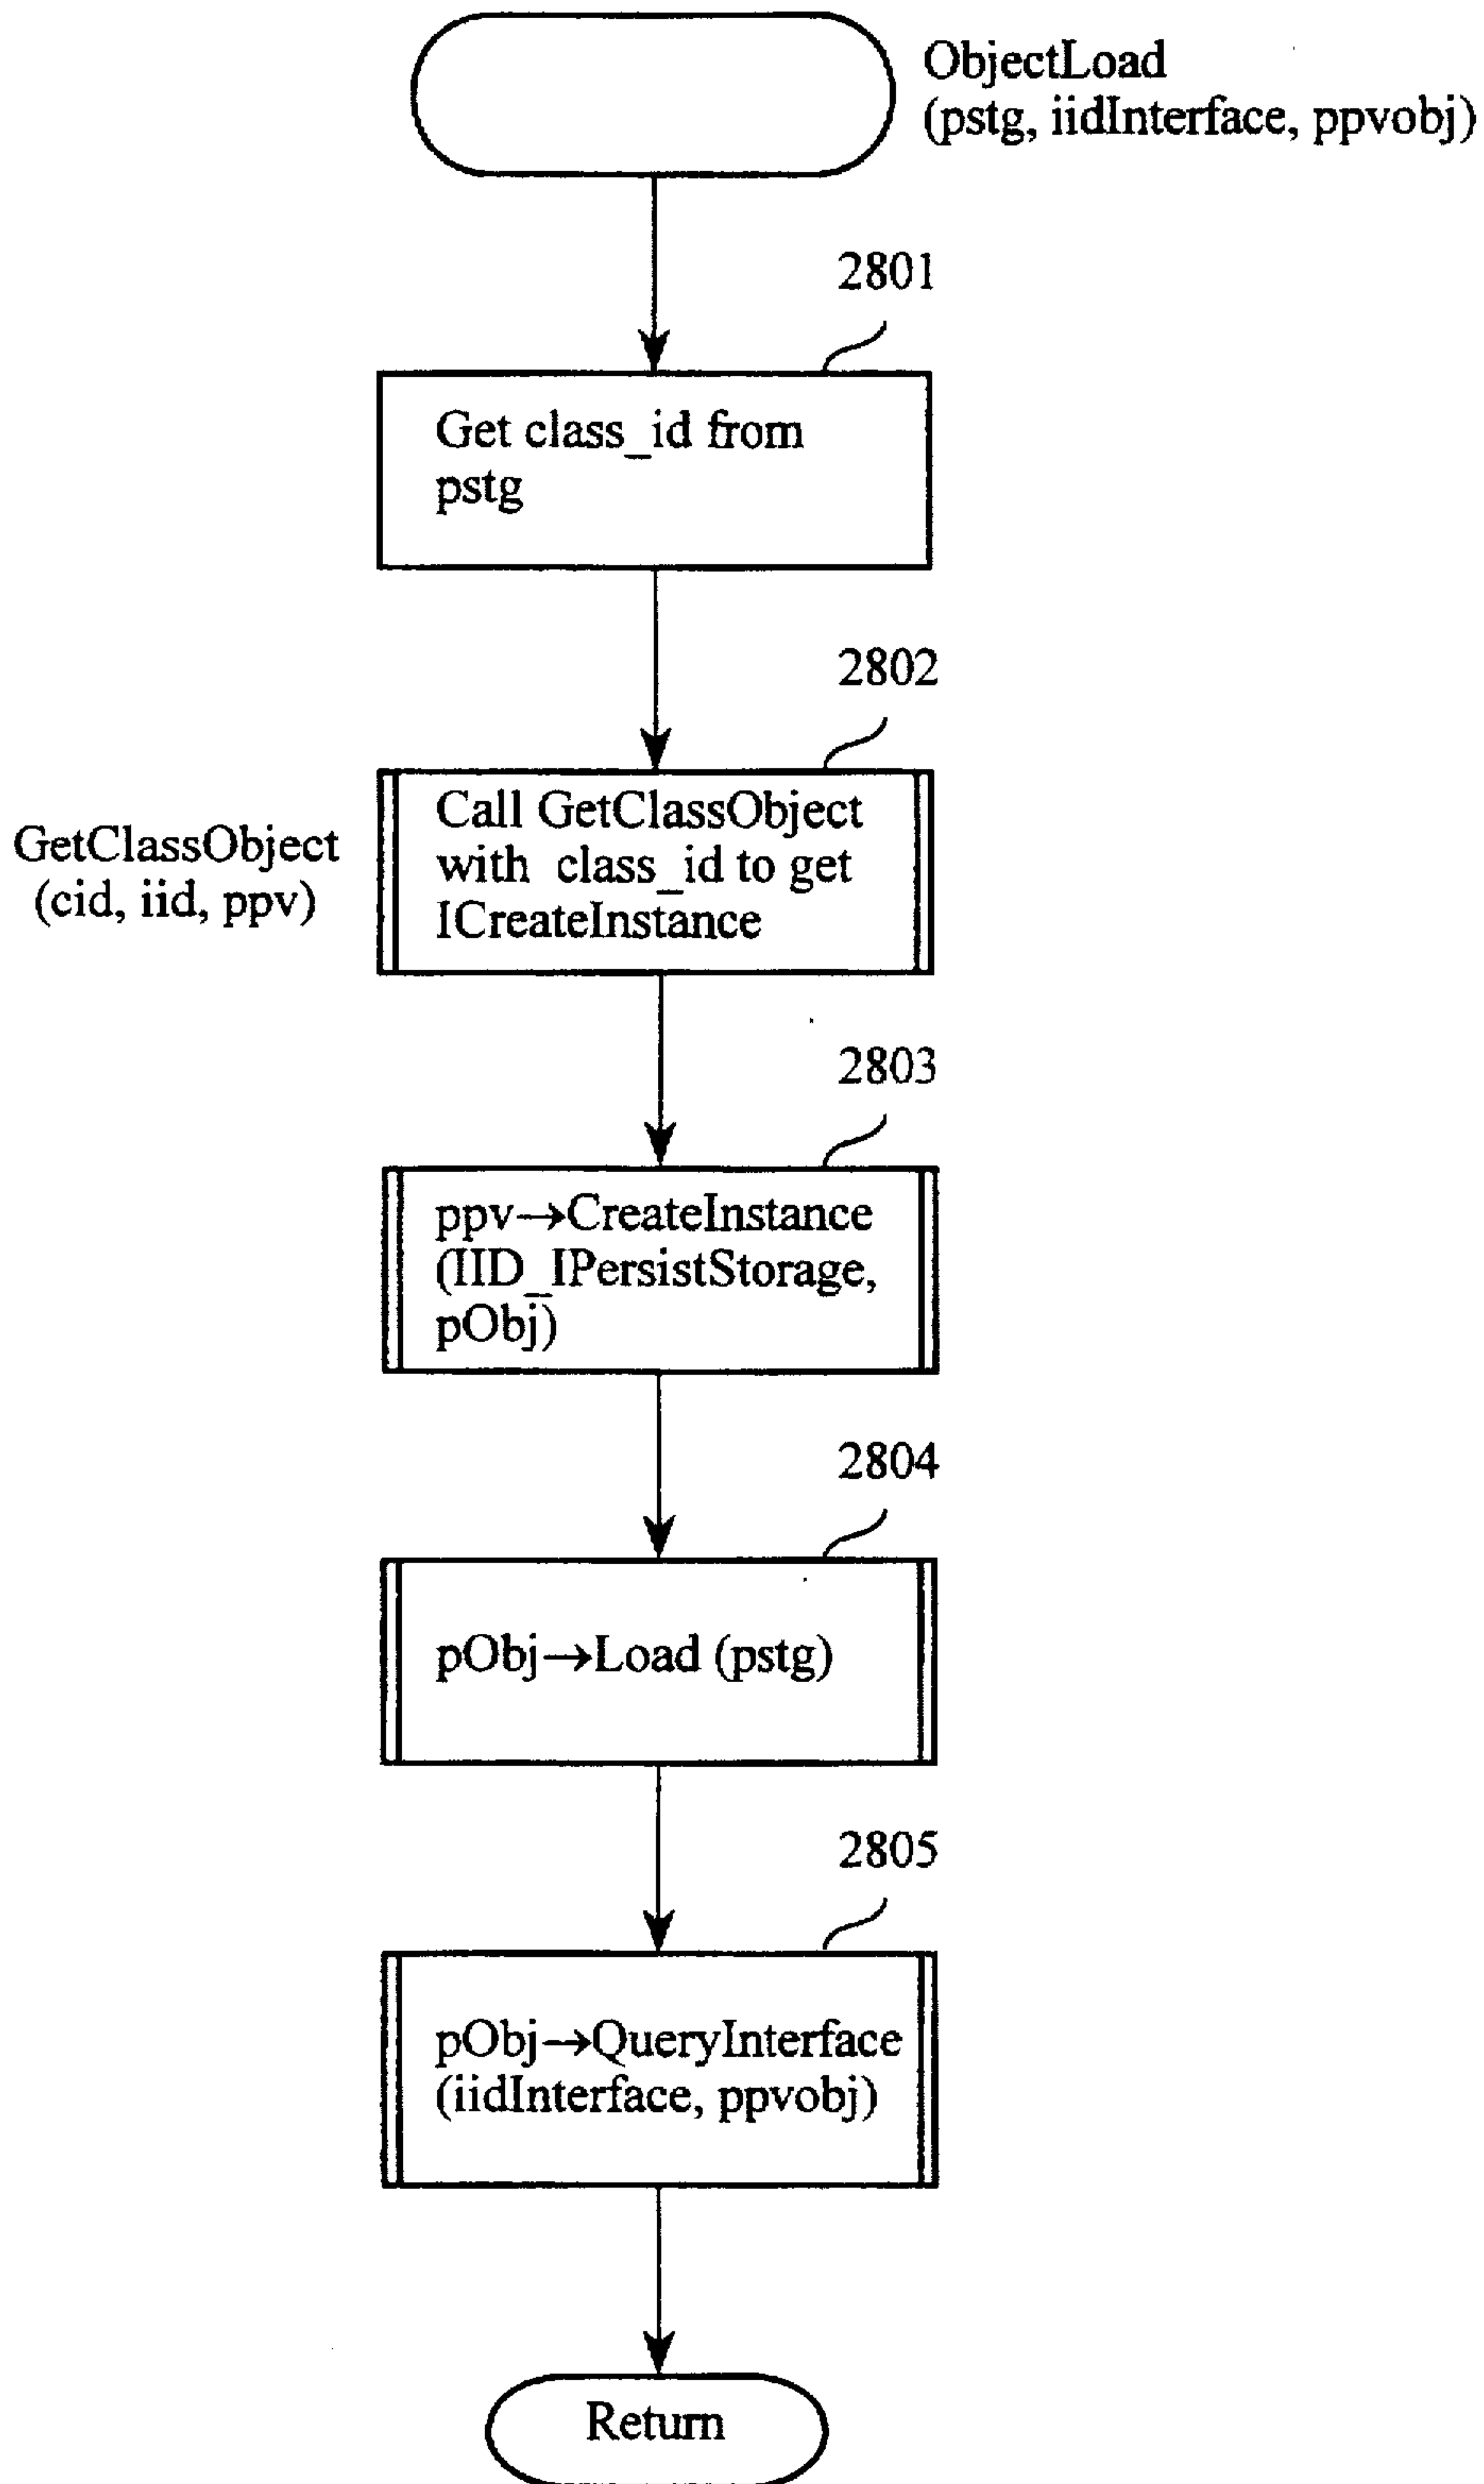 ObjectLoad
(pstg, iidInterface, ppvobj)
2801
Get class_id from
pstg
2802
GetClassObject
(cid, iid, ppv)
Call GetClassObject
with class_id to get
ICreateInstance
2803
ppv→CreateInstance
(IID_IPersistStorage,
pObj)
2804
pObj→Load (pstg)
2805
pObj→QueryInterface
(iidInterface, ppvobj)
Return